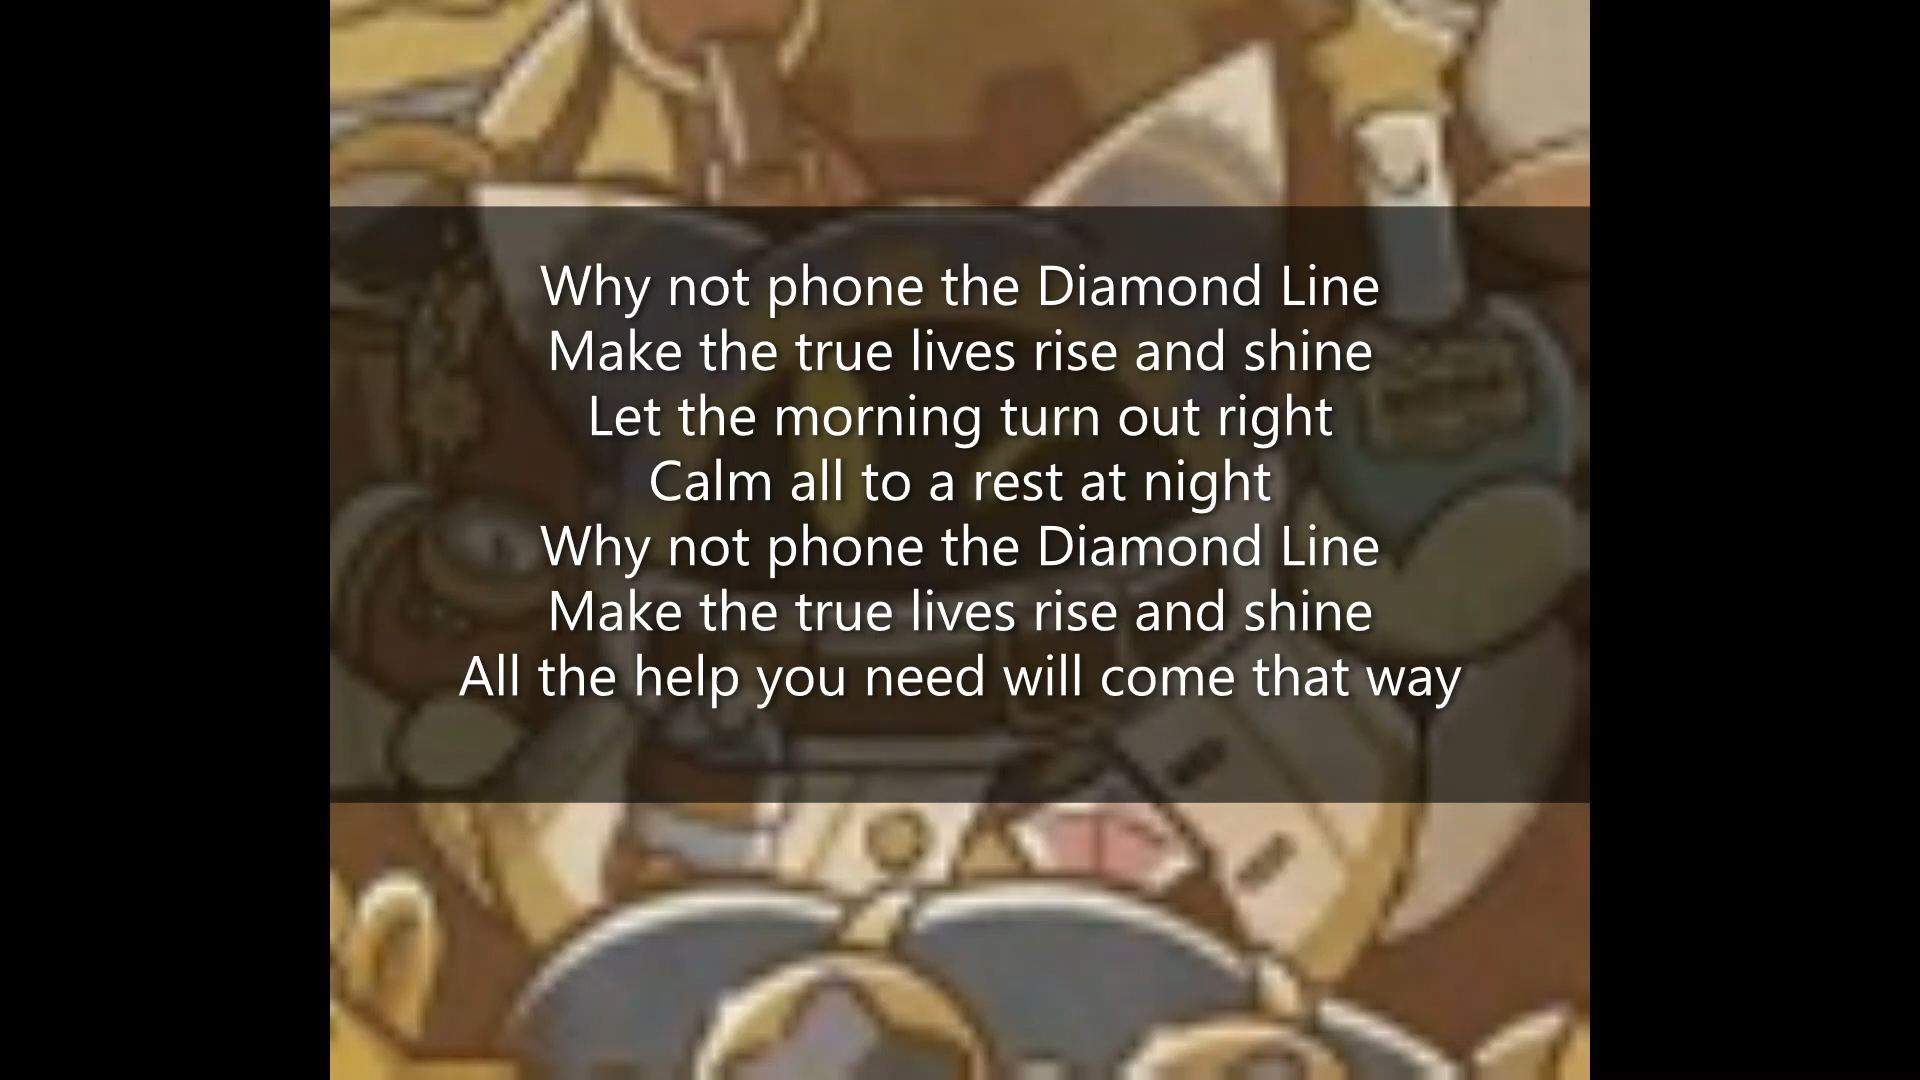 Why not phone the Diamond Line
Make the true lives rise and shine
Let the morning turn out right
Calm all to a rest at night
Why not phone the Diamond Line
Make the true lives rise and shine
All the help you need will come that way